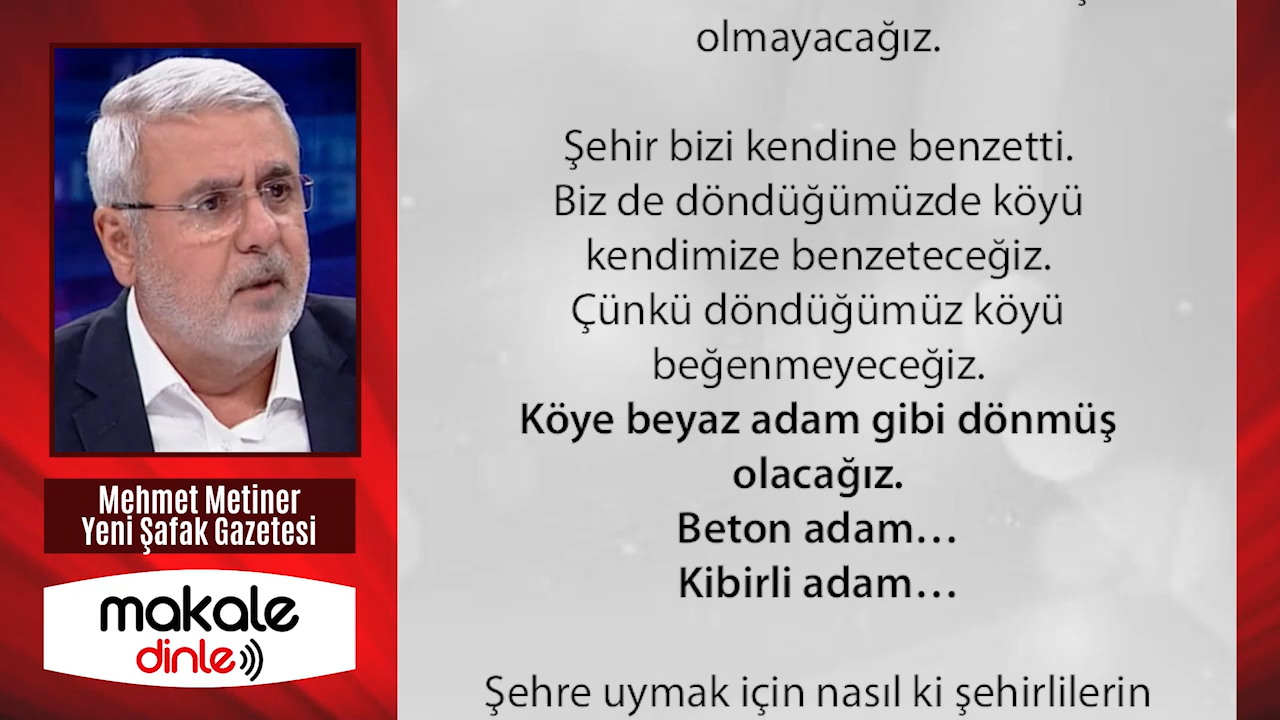 olmayacağız.
Şehir bizi kendine benzetti.
Biz de döndüğümüzde köyü
kendimize benzeteceğiz.
Çünkü döndüğümüz köyü
beğenmeyeceğiz.
Köye beyaz adam gibi dönmüş
olacağız.
Beton adam...
Kibirli adam...
Şehre uymak için nasıl ki şehirlilerin
Mehmet Metiner
Yeni Şafak Gazetesi
makale
dinle